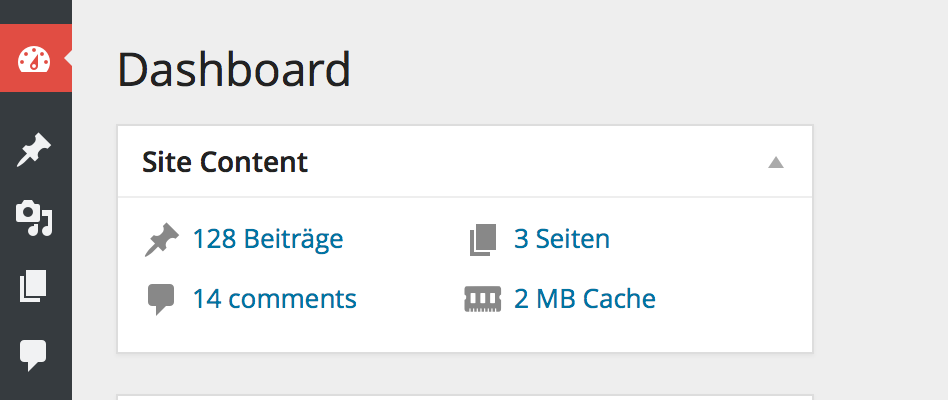 Dashboard
Site Content
128 Beiträge
3 Seiten
14 comments
2 MB Cache